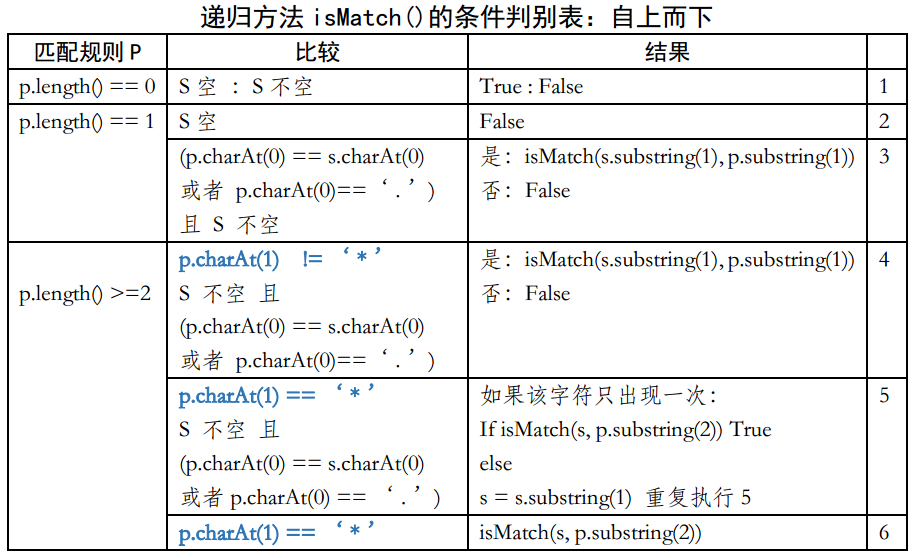 递归方法 isMatch()的条件判别表：自上而下
匹配规则 P 比较 结果
p.length() == 0 S 空 : S 不空 True : False 1
p.length() == 1 S 空 False 2
(p.charAt(0) == s.charAt(0) 是：isMatch(s.substring(1), p.substring(1)) 3
或者 p.charAt(0)== ‘.’) 否：False
且 S 不空
p.charAt(1) != ‘*’ 是：isMatch(s.substring(1), p.substring(1)) 4
p.length() >=2 S 不空 且 否：False
(p.charAt(0) == s.charAt(0)
或者 p.charAt(0)== ‘.’)
p.charAt(1) == ‘*’ 如果该字符只出现一次： 5
S 不空 且 If isMatch(s, p.substring(2)) True
(p.charAt(0) == s.charAt(0) else
或者 p.charAt(0) == ‘.’) s = s.substring(1) 重复执行 5
p.charAt(1) == ‘*’ isMatch(s, p.substring(2)) 6